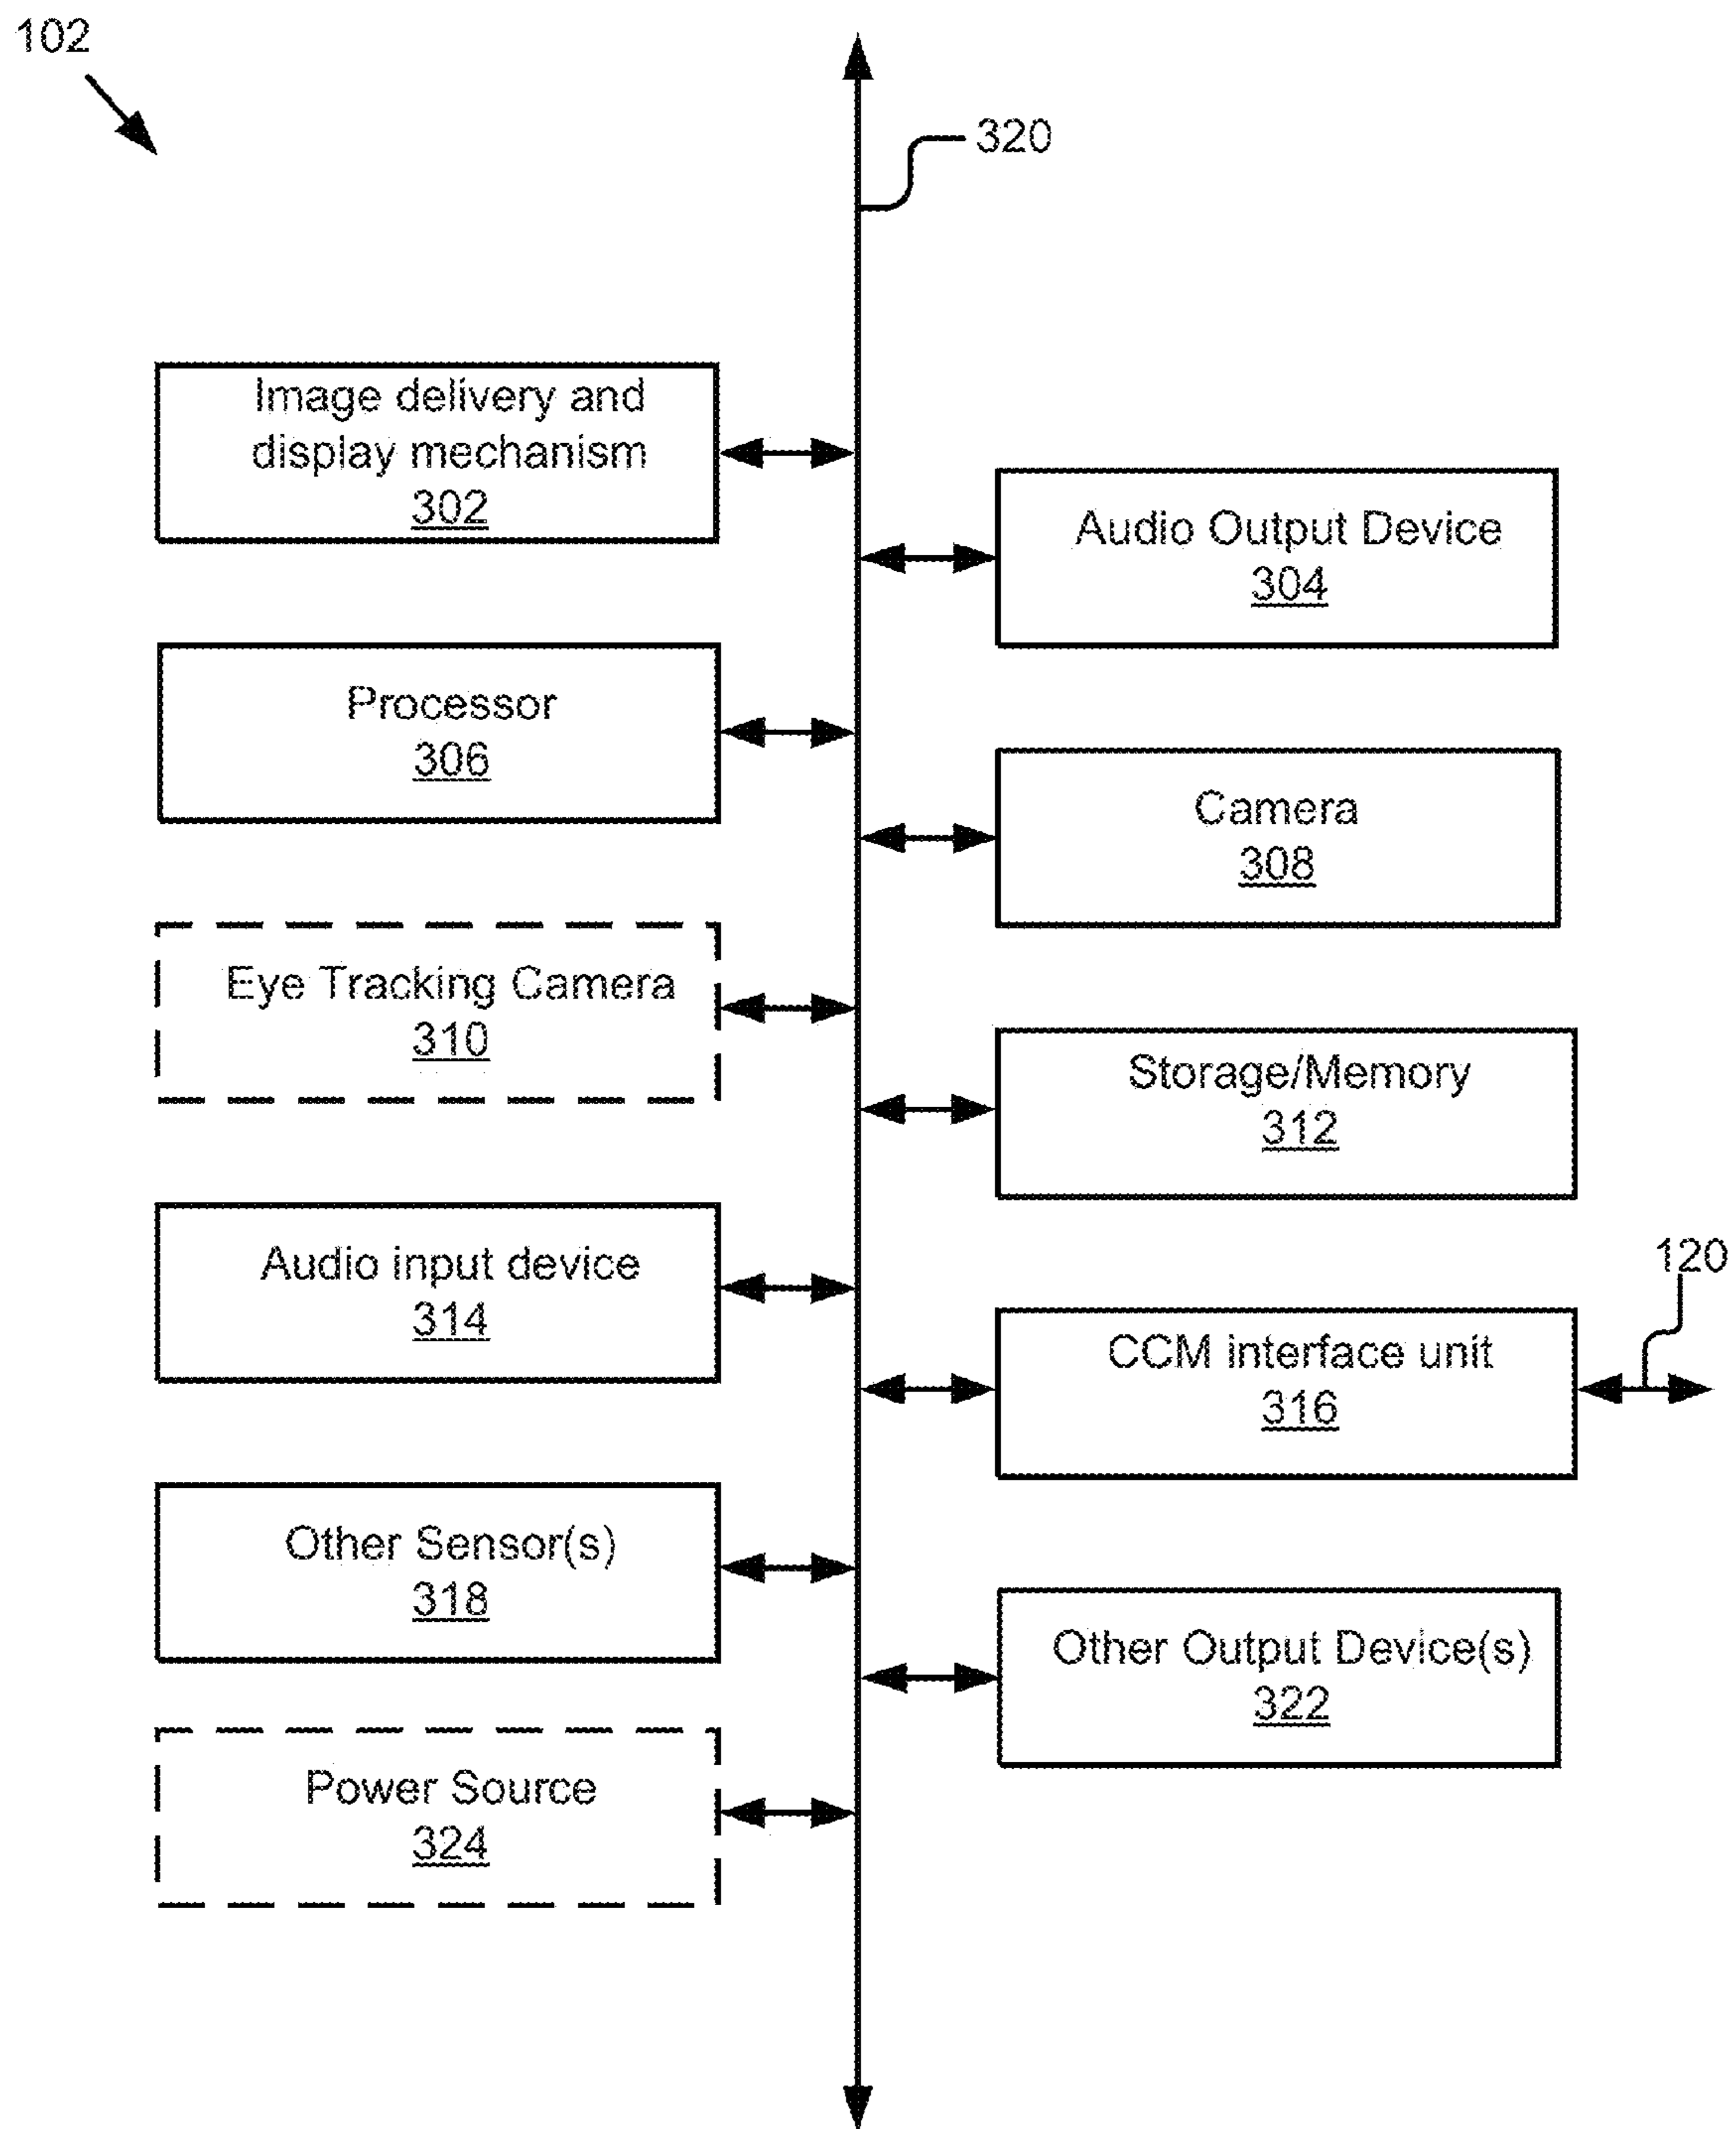 102
320
Image delivery and
display mechanism
302
Audio Output Device
304
Processor
306
Camera
308
Eye Tracking Camera
310
Storage/Memory
312
Audio input device
314
120
CCM interface unit
316
Other Sensor(s)
318
Other Output Device(s)
322
Power Source
324